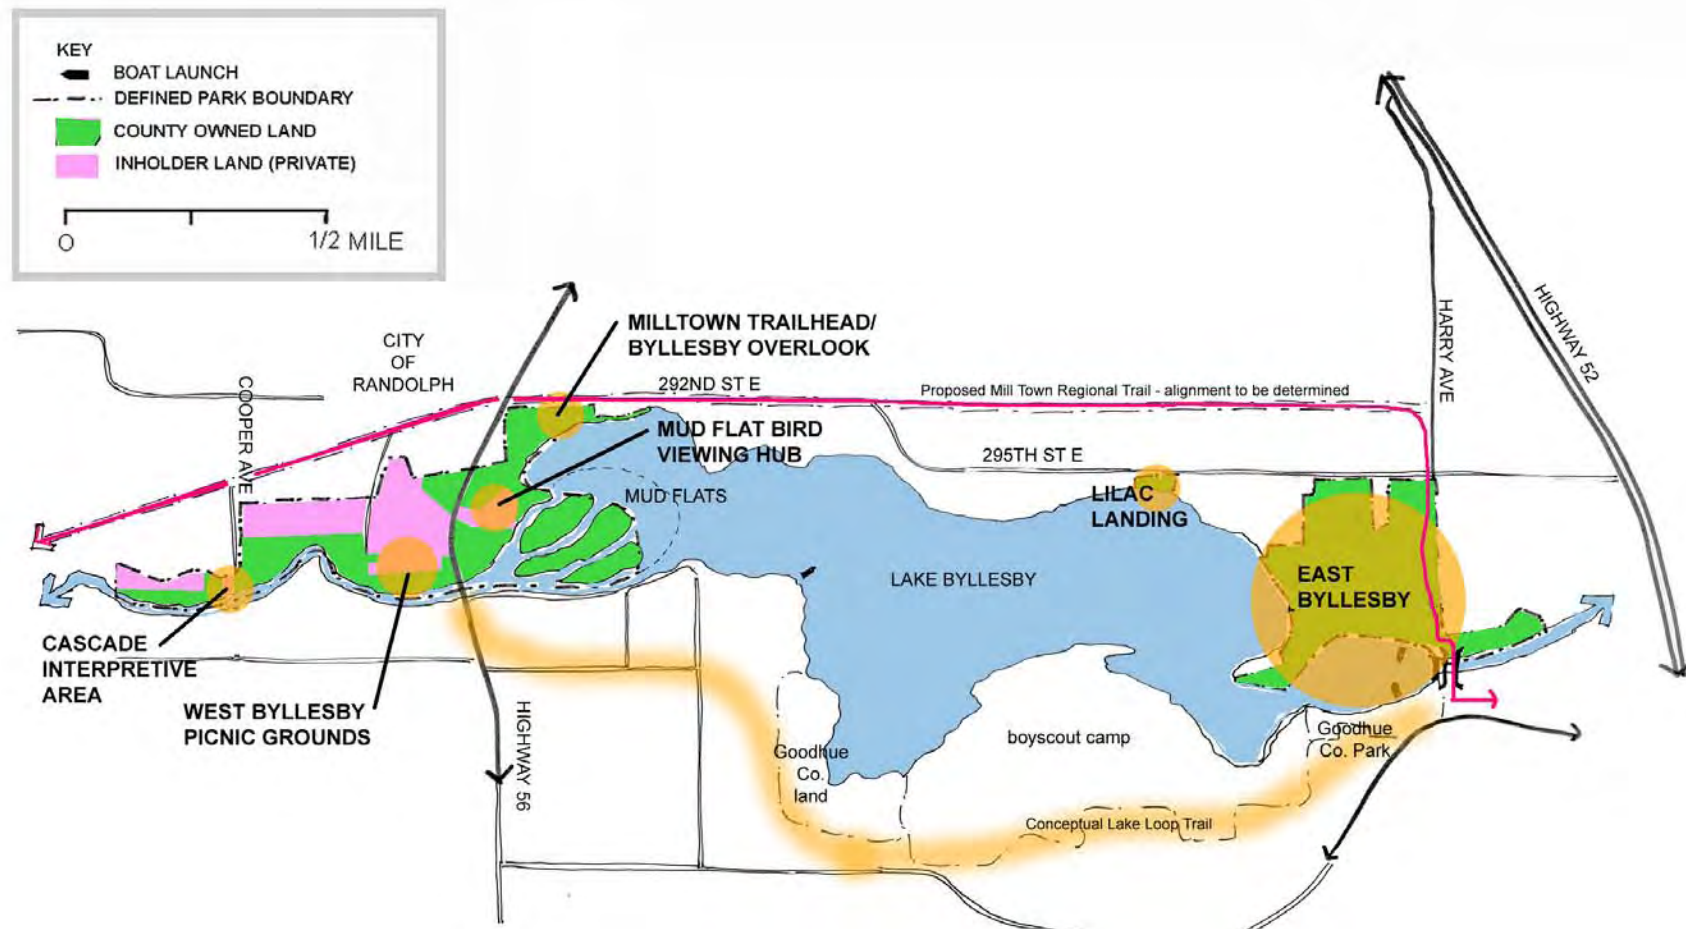 KEY
BOAT LAUNCH
DEFINED PARK BOUNDARY
COUNTY OWNED LAND
INHOLDER LAND (PRIVATE)
0
1/2 MILE
HIGHWAY 52
HARRY AVE
MILLTOWN TRAILHEAD/
BYLLESBY OVERLOOK
CITY
OF
RANDOLPH
COOPER AVE
292ND ST E
Proposed Mill Town Regional Trail - alignment to be determined
MUD FLAT BIRD
VIEWING HUB
295TH ST E
MUD FLATS
LILAC
LANDING
LAKE BYLLESBY
EAST
BYLLESBY
CASCADE
INTERPRETIVE
AREA
WEST BYLLESBY
PICNIC GROUNDS
HIGHWAY 56
Goodhue
Co.
land
boyscout camp
Goodhue
Co. Park
Conceptual Lake Loop Trail